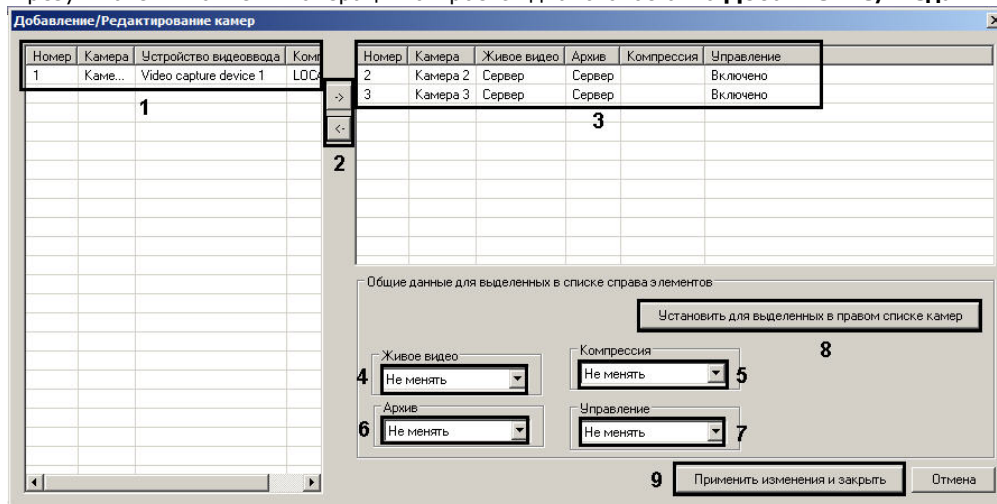 Добавление/Редактирование камер
Номер Камера Устройство видеоввода
1 Каме... Video capture device 1
1
->
<-
2
Номер Камера Живое видео Архив Компрессия Управление
2 Камера 2 Сервер Сервер Включено
3 Камера 3 Сервер Сервер Включено
3
Общие данные для выделенных в списке справа элементов
Установить для выделенных в правом списке камер
8
Живое видео
4 Не менять
Компрессия
Не менять 5
Архив
6 Не менять
Управление
Не менять 7
9 Применить изменения и закрыть Отмена